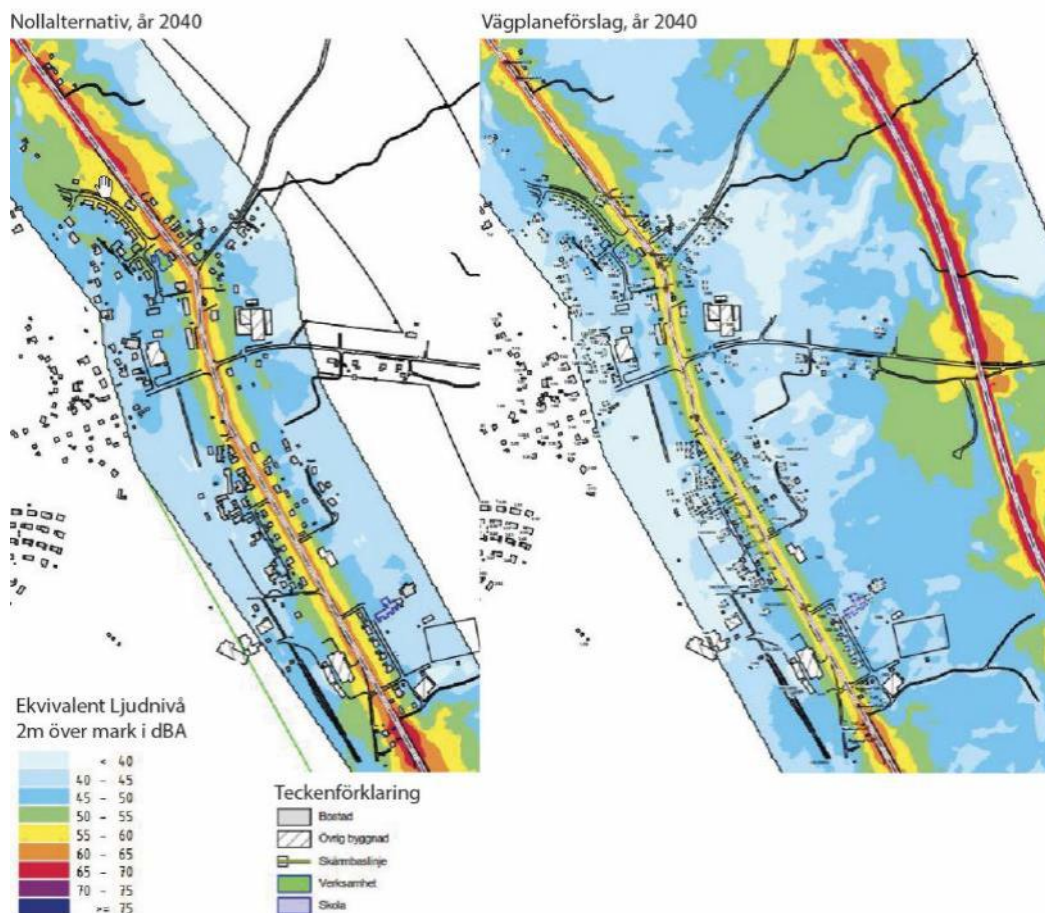 Nollalternativ, år 2040
Vägplaneförslag, år 2040
Ekvivalent Ljudnivå
2m över mark i dBA
< 40
40 - 45
45 - 50
50 - 55
55 - 60
60 - 65
65 - 70
70 - 75
>= 75
Teckenförklaring
Bostad
Övrig byggnad
Skärmbaslinje
Verksamhet
Skola